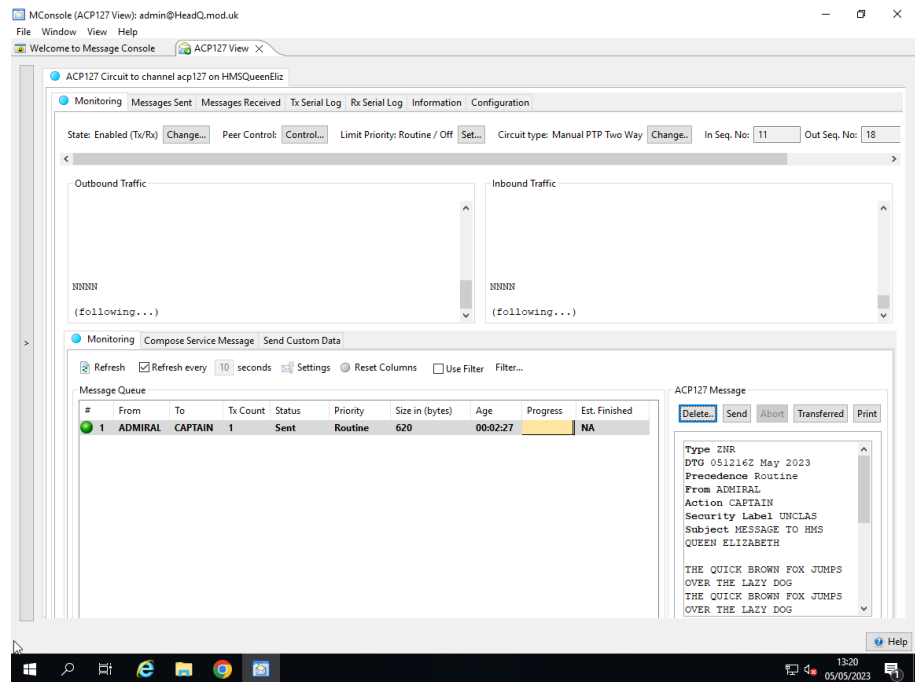 MConsole (ACP127 View): admin@HeadQ.mod.uk
File Window View Help
Welcome to Message Console ACP127 View
ACP127 Circuit to channel acp127 on HMSQueenEliz
Monitoring Messages Sent Messages Received Tx Serial Log Rx Serial Log Information Configuration
State: Enabled (Tx/Rx) Change... Peer Control: Control... Limit Priority: Routine / Off Set... Circuit type: Manual PTP Two Way Change.. In Seq. No: 11 Out Seq. No: 18
Outbound Traffic Inbound Traffic
NNNN NNNN
(following...) (following...)
Monitoring Compose Service Message Send Custom Data
Refresh Refresh every 10 seconds Settings Reset Columns Use Filter Filter...
Message Queue ACP127 Message
# From To Tx Count Status Priority Size in (bytes) Age Progress Est. Finished
Delete.. Send Abort Transferred Print
1 ADMIRAL CAPTAIN 1 Sent Routine 620 00:02:27 NA
Type ZNR
DTG 051216Z May 2023
Precedence Routine
From ADMIRAL
Action CAPTAIN
Security Label UNCLAS
Subject MESSAGE TO HMS
QUEEN ELIZABETH
THE QUICK BROWN FOX JUMPS
OVER THE LAZY DOG
THE QUICK BROWN FOX JUMPS
OVER THE LAZY DOG
Help
13:20
05/05/2023
1